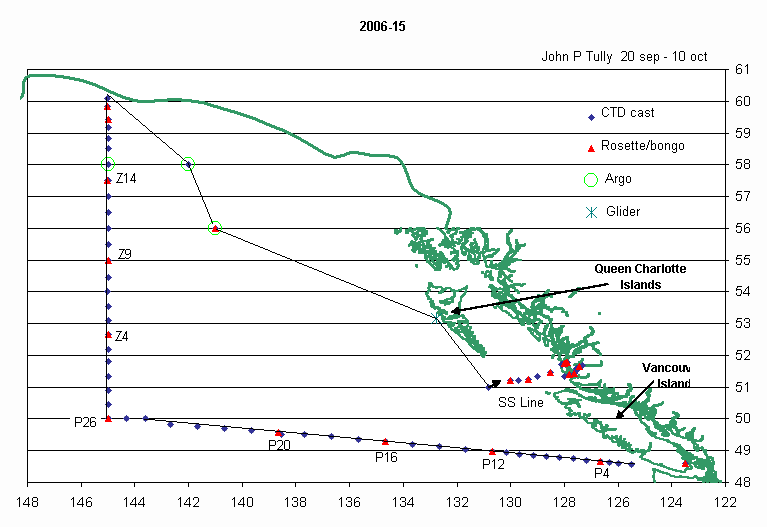 2006-15
John P Tully 20 sep - 10 oct
CTD cast
Rosette/bongo
Argo
Glider
61
60
59
58
57
56
55
54
53
52
51
50
49
48
Z14
Z9
Z4
Queen Charlotte
Islands
Vancouv
Island
SS Line
P26
P20
P16
P12
P4
148 146 144 142 140 138 136 134 132 130 128 126 124 122